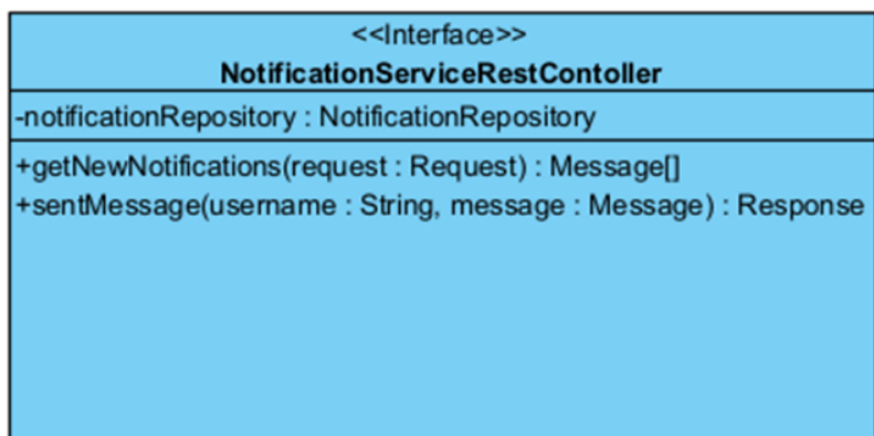 <<Interface>>
NotificationServiceRestContoller
-notificationRepository : NotificationRepository
+getNewNotifications(request : Request) : Message[]
+sentMessage(username : String, message : Message) : Response